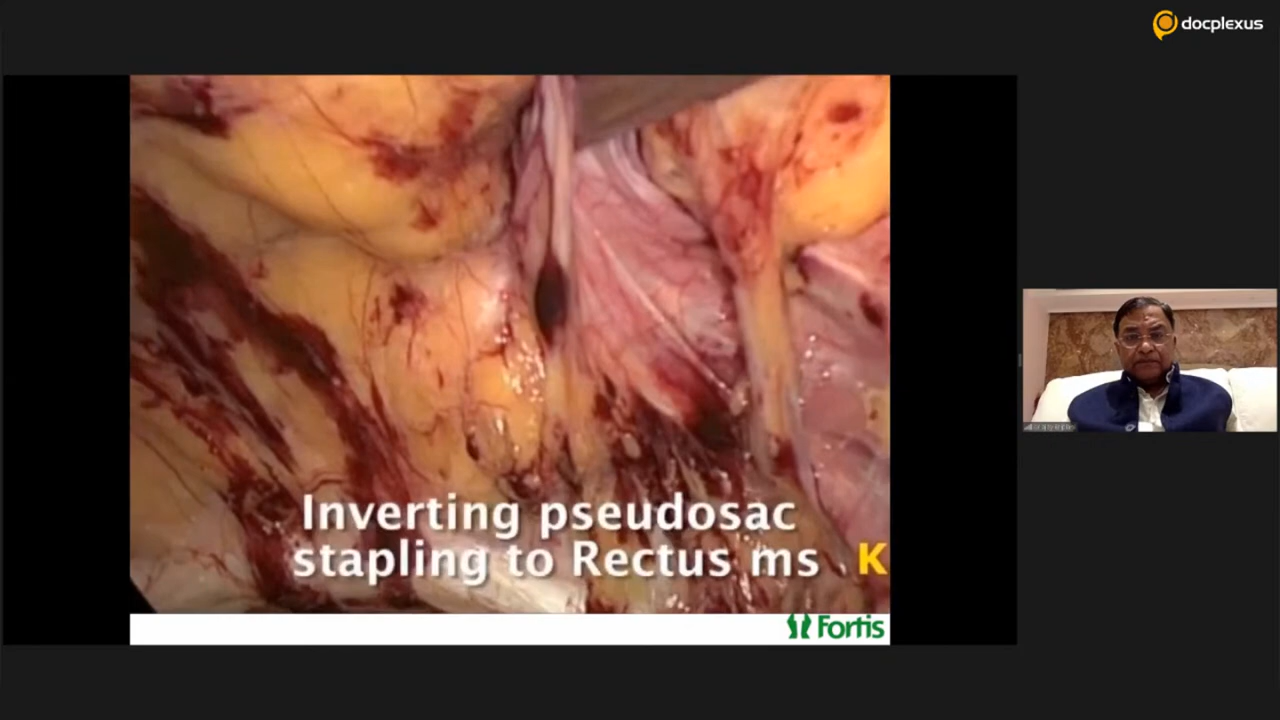 docplexus
Inverting pseudosac
stapling to Rectus ms
K
Fortis